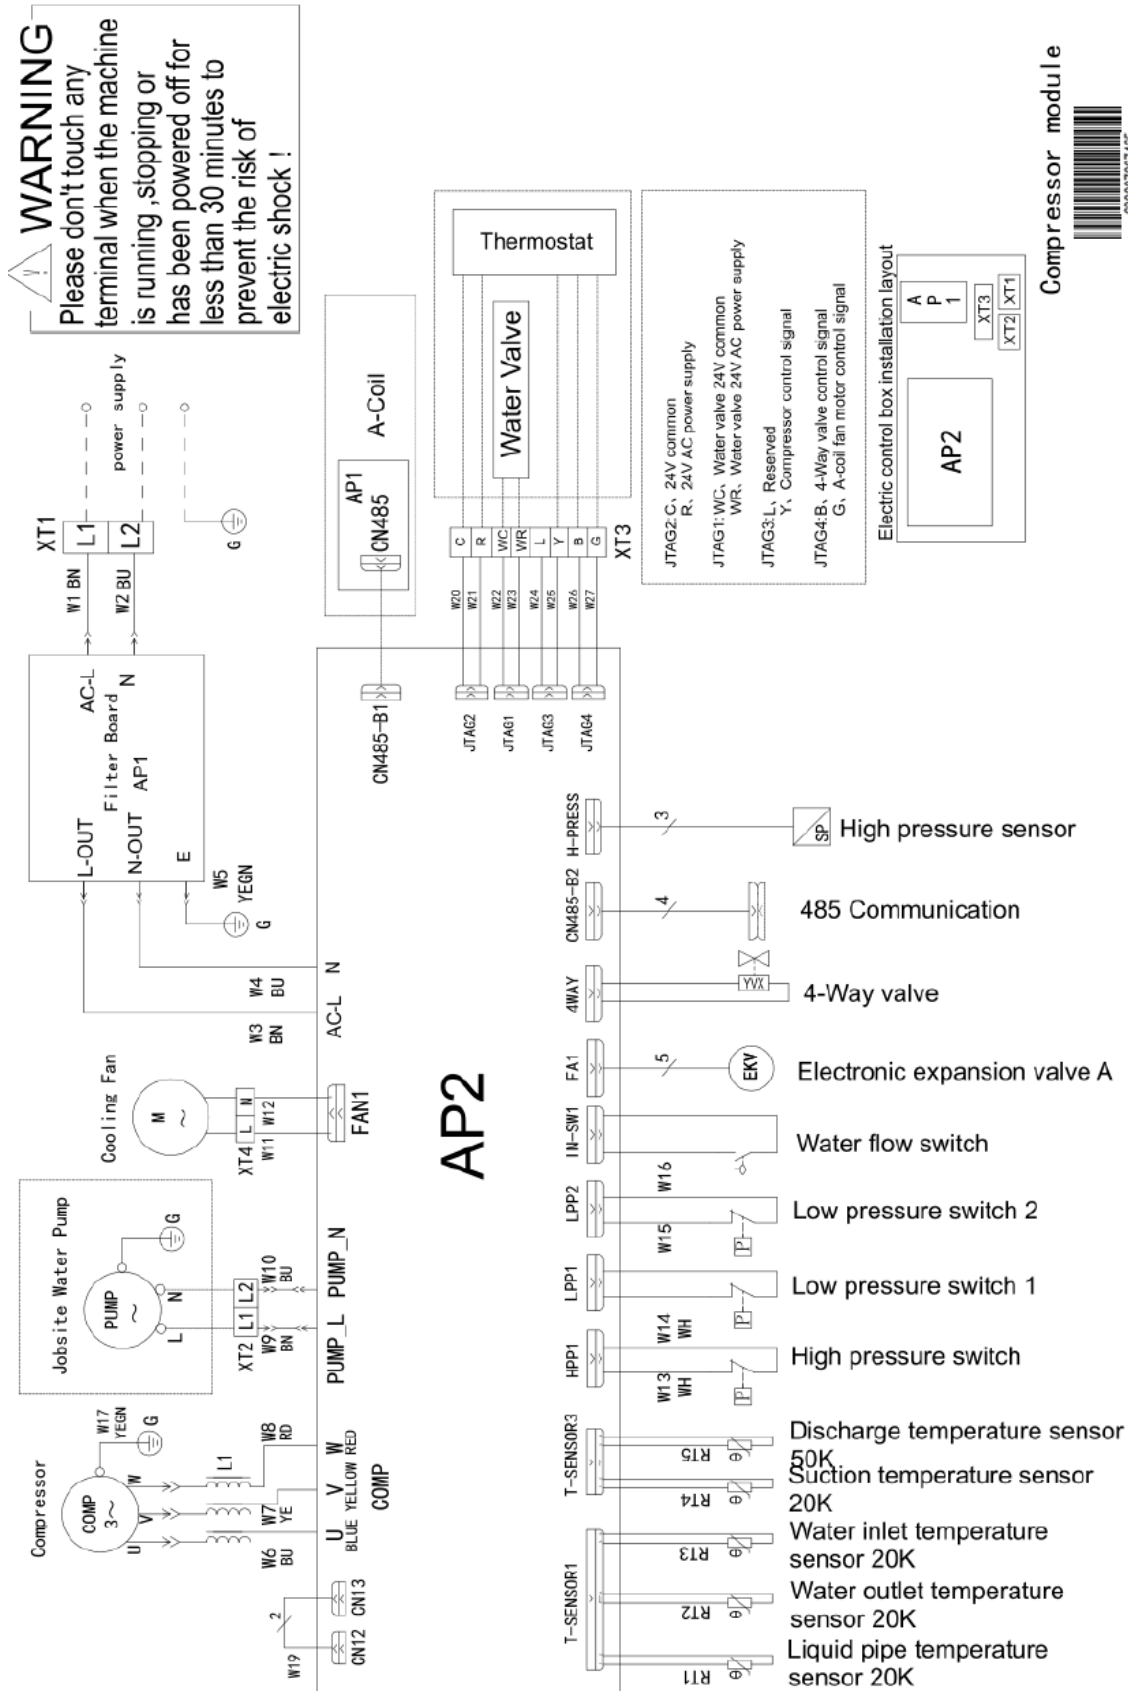 WARNING
Please don't touch any
terminal when the machine
is running ,stopping or
has been powered off for
less than 30 minutes to
prevent the risk of
electric shock !
power supply
XT1
L1
L2
G
W1 BN
W2 BU
AC-L
N
Filter Board
AP1
L-OUT
N-OUT
E
W5
YEGN
G
W4
BU
W3
BN
N
AC-L
A-Coil
AP1
CN485
CN485-B1
Thermostat
Water Valve
C
R
WC
WR
L
Y
B
G
XT3
W20
W21
W22
W23
W24
W25
W26
W27
JTAG2
JTAG1
JTAG3
JTAG4
JTAG2:C、24V common
R、24V AC power supply
JTAG1:WC、Water valve 24V common
WR、Water valve 24V AC power supply
JTAG3:L、Reserved
Y、Compressor control signal
JTAG4:B、4-Way valve control signal
G、A-coil fan motor control signal
Electric control box installation layout
AP1
XT3
XT2
XT1
AP2
Compressor module
Cooling Fan
M
~
XT4
L
N
W11
W12
FAN1
Jobsite Water Pump
PUMP
~
G
L
N
XT2
L1
L2
W9
BN
W10
BU
PUMP_L
PUMP_N
Compressor
COMP
3~
W17
YEGN
G
U
V
W
L1
W6
BU
W7
YE
W8
RD
U
V
W
BLUE YELLOW RED
COMP
W19
2
CN12
CN13
AP2
H-PRESS
3
SP
High pressure sensor
CN485-B2
4
485 Communication
4WAY
YVX
4-Way valve
FA1
5
EKV
Electronic expansion valve A
IN-SW1
W16
Water flow switch
LPP2
W15
P
Low pressure switch 2
LPP1
W14
WH
P
Low pressure switch 1
HPP1
W13
WH
P
High pressure switch
T-SENSOR3
RT5
θ
Discharge temperature sensor
50K
RT4
θ
Suction temperature sensor
20K
T-SENSOR1
RT3
θ
Water inlet temperature
sensor 20K
RT2
θ
Water outlet temperature
sensor 20K
RT1
θ
Liquid pipe temperature
sensor 20K